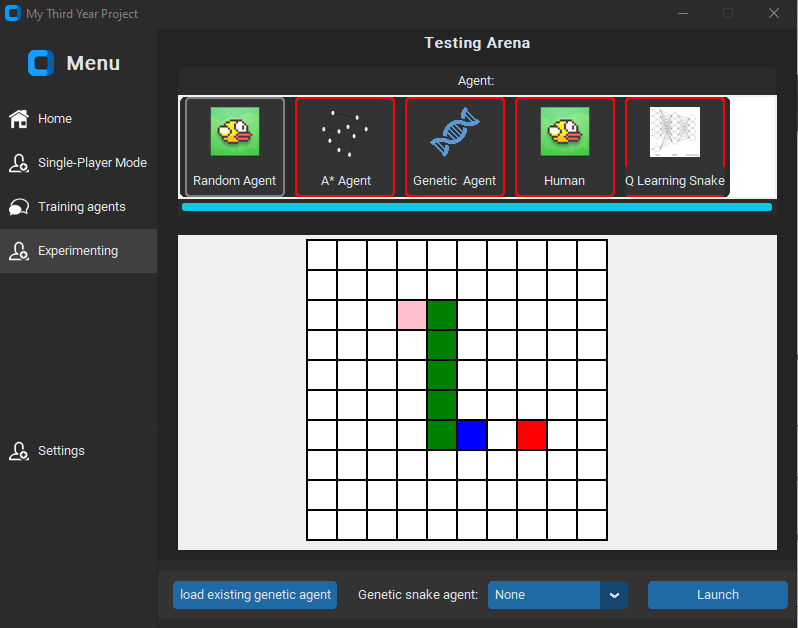 My Third Year Project
Menu
Home
Single-Player Mode
Training agents
Experimenting
Settings
Testing Arena
Agent:
Random Agent
A* Agent
Genetic Agent
Human
Q Learning Snake
load existing genetic agent
Genetic snake agent:
None
Launch